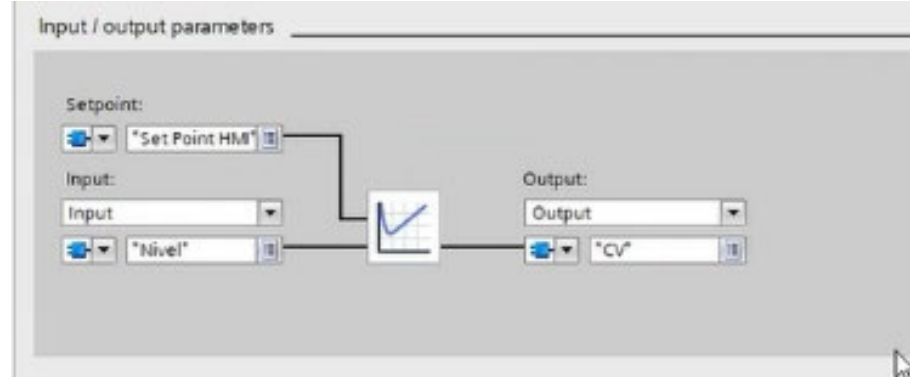 Input / output parameters
Setpoint:
"Set Point HMI"
Input:
Input
"Nivel"
Output:
Output
"CV"